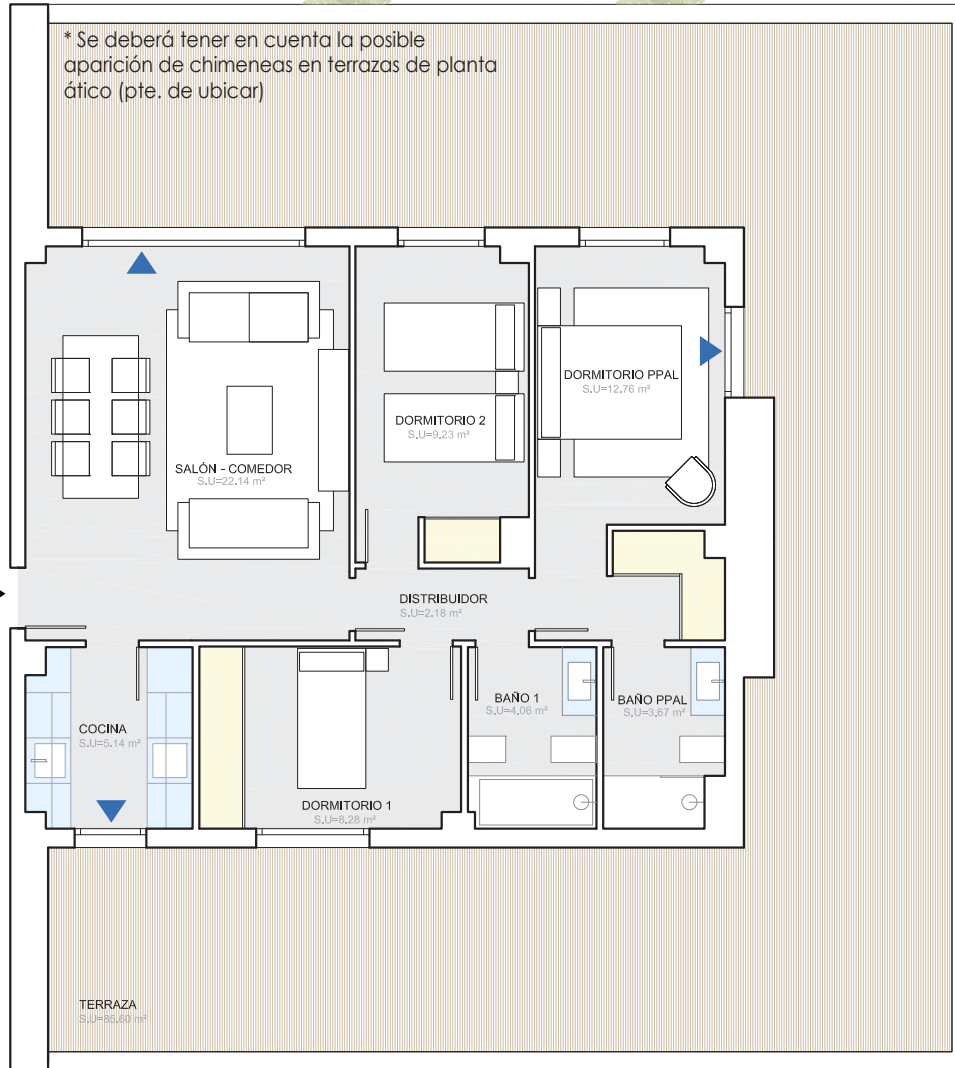 * Se deberá tener en cuenta la posible
aparición de chimeneas en terrazas de planta
ático (pte. de ubicar)
DORMITORIO PPAL
S.U=12.76 m²
DORMITORIO 2
S.U=9.23 m²
SALÓN - COMEDOR
S.U=22.14 m²
DISTRIBUIDOR
S.U=2.18 m²
COCINA
S.U=5.14 m²
DORMITORIO 1
S.U=8.28 m²
BAÑO 1
S.U=4.06 m²
BAÑO PPAL
S.U=3.67 m²
TERRAZA
S.U=85.60 m²